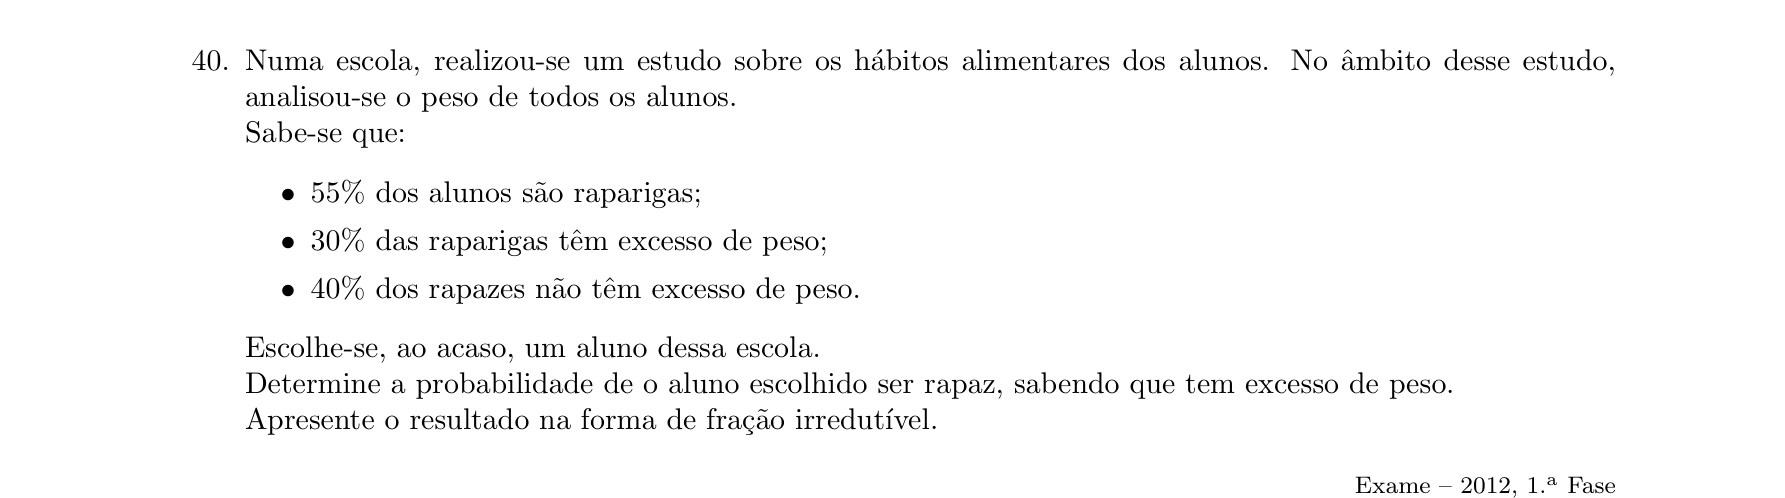 40. Numa escola, realizou-se um estudo sobre os hábitos alimentares dos alunos. No âmbito desse estudo,
analisou-se o peso de todos os alunos.
Sabe-se que:
• 55% dos alunos são raparigas;
• 30% das raparigas têm excesso de peso;
• 40% dos rapazes não têm excesso de peso.
Escolhe-se, ao acaso, um aluno dessa escola.
Determine a probabilidade de o aluno escolhido ser rapaz, sabendo que tem excesso de peso.
Apresente o resultado na forma de fração irredutível.
Exame – 2012, 1.ª Fase